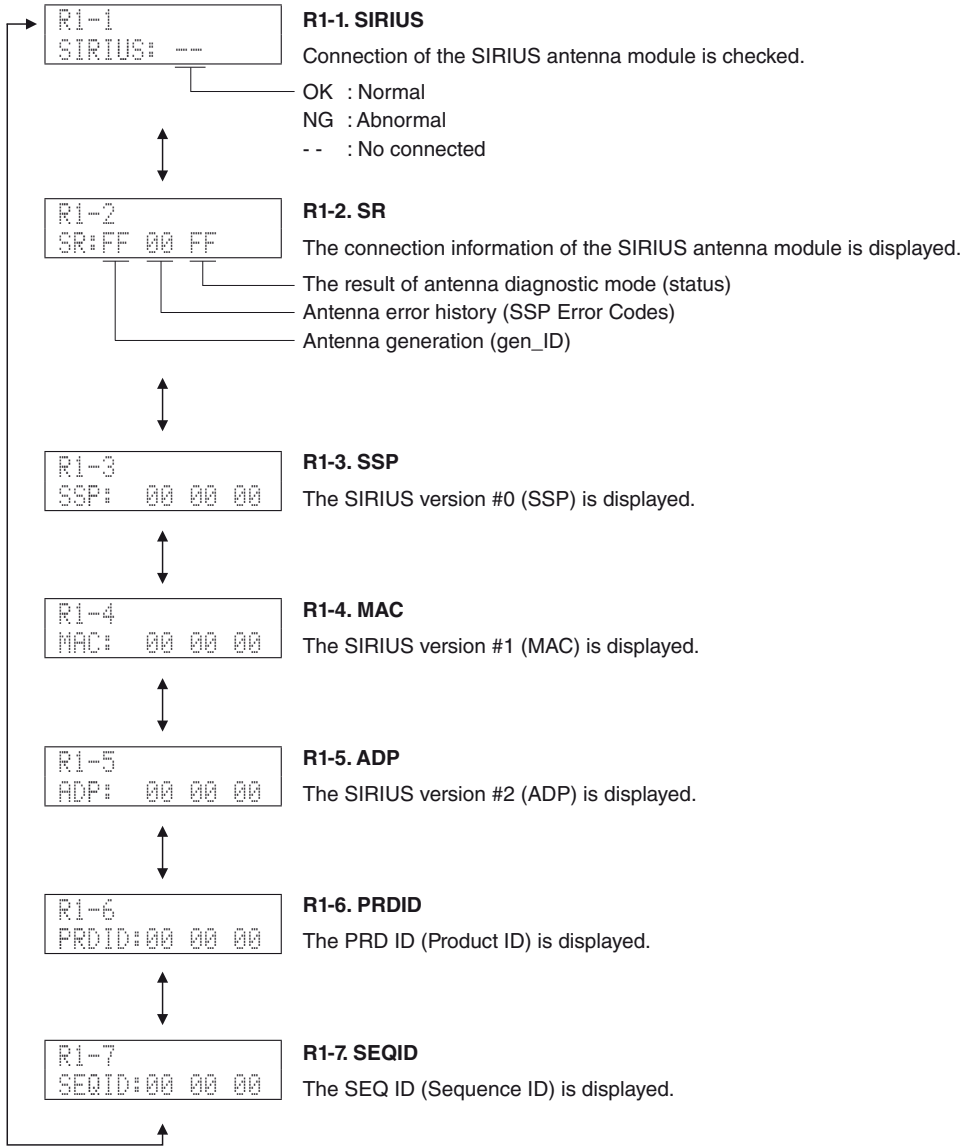 R1-1
SIRIUS: --
R1-1. SIRIUS
Connection of the SIRIUS antenna module is checked.
OK : Normal
NG : Abnormal
- - : No connected
R1-2
SR:FF 00 FF
R1-2. SR
The connection information of the SIRIUS antenna module is displayed.
The result of antenna diagnostic mode (status)
Antenna error history (SSP Error Codes)
Antenna generation (gen_ID)
R1-3
SSP: 00 00 00
R1-3. SSP
The SIRIUS version #0 (SSP) is displayed.
R1-4
MAC: 00 00 00
R1-4. MAC
The SIRIUS version #1 (MAC) is displayed.
R1-5
ADP: 00 00 00
R1-5. ADP
The SIRIUS version #2 (ADP) is displayed.
R1-6
PRDID:00 00 00
R1-6. PRDID
The PRD ID (Product ID) is displayed.
R1-7
SEQID:00 00 00
R1-7. SEQID
The SEQ ID (Sequence ID) is displayed.